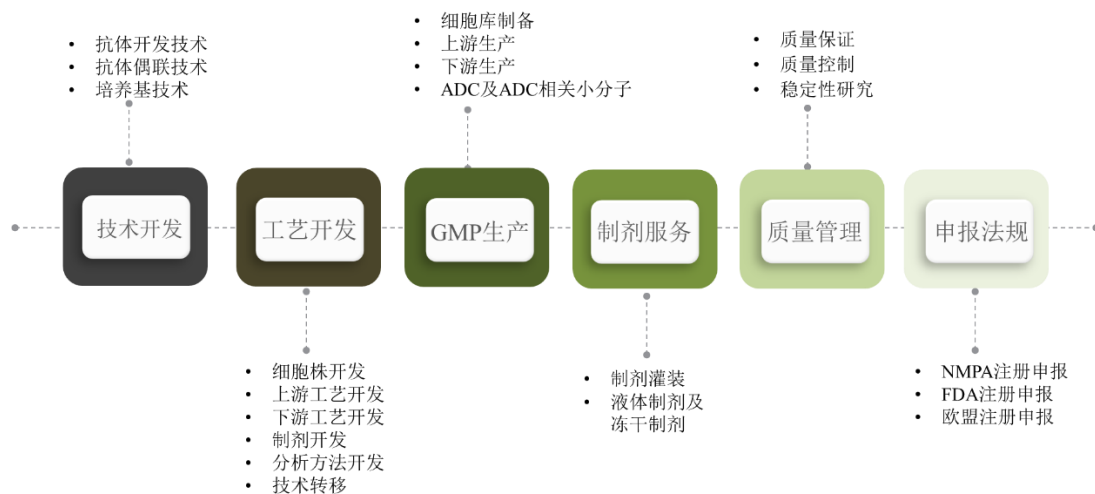 • 抗体开发技术
• 抗体偶联技术
• 培养基技术
• 细胞库制备
• 上游生产
• 下游生产
• ADC及ADC相关小分子
• 质量保证
• 质量控制
• 稳定性研究
技术开发
工艺开发
GMP生产
制剂服务
质量管理
申报法规
• 细胞株开发
• 上游工艺开发
• 下游工艺开发
• 制剂开发
• 分析方法开发
• 技术转移
• 制剂灌装
• 液体制剂及
冻干制剂
• NMPA注册申报
• FDA注册申报
• 欧盟注册申报